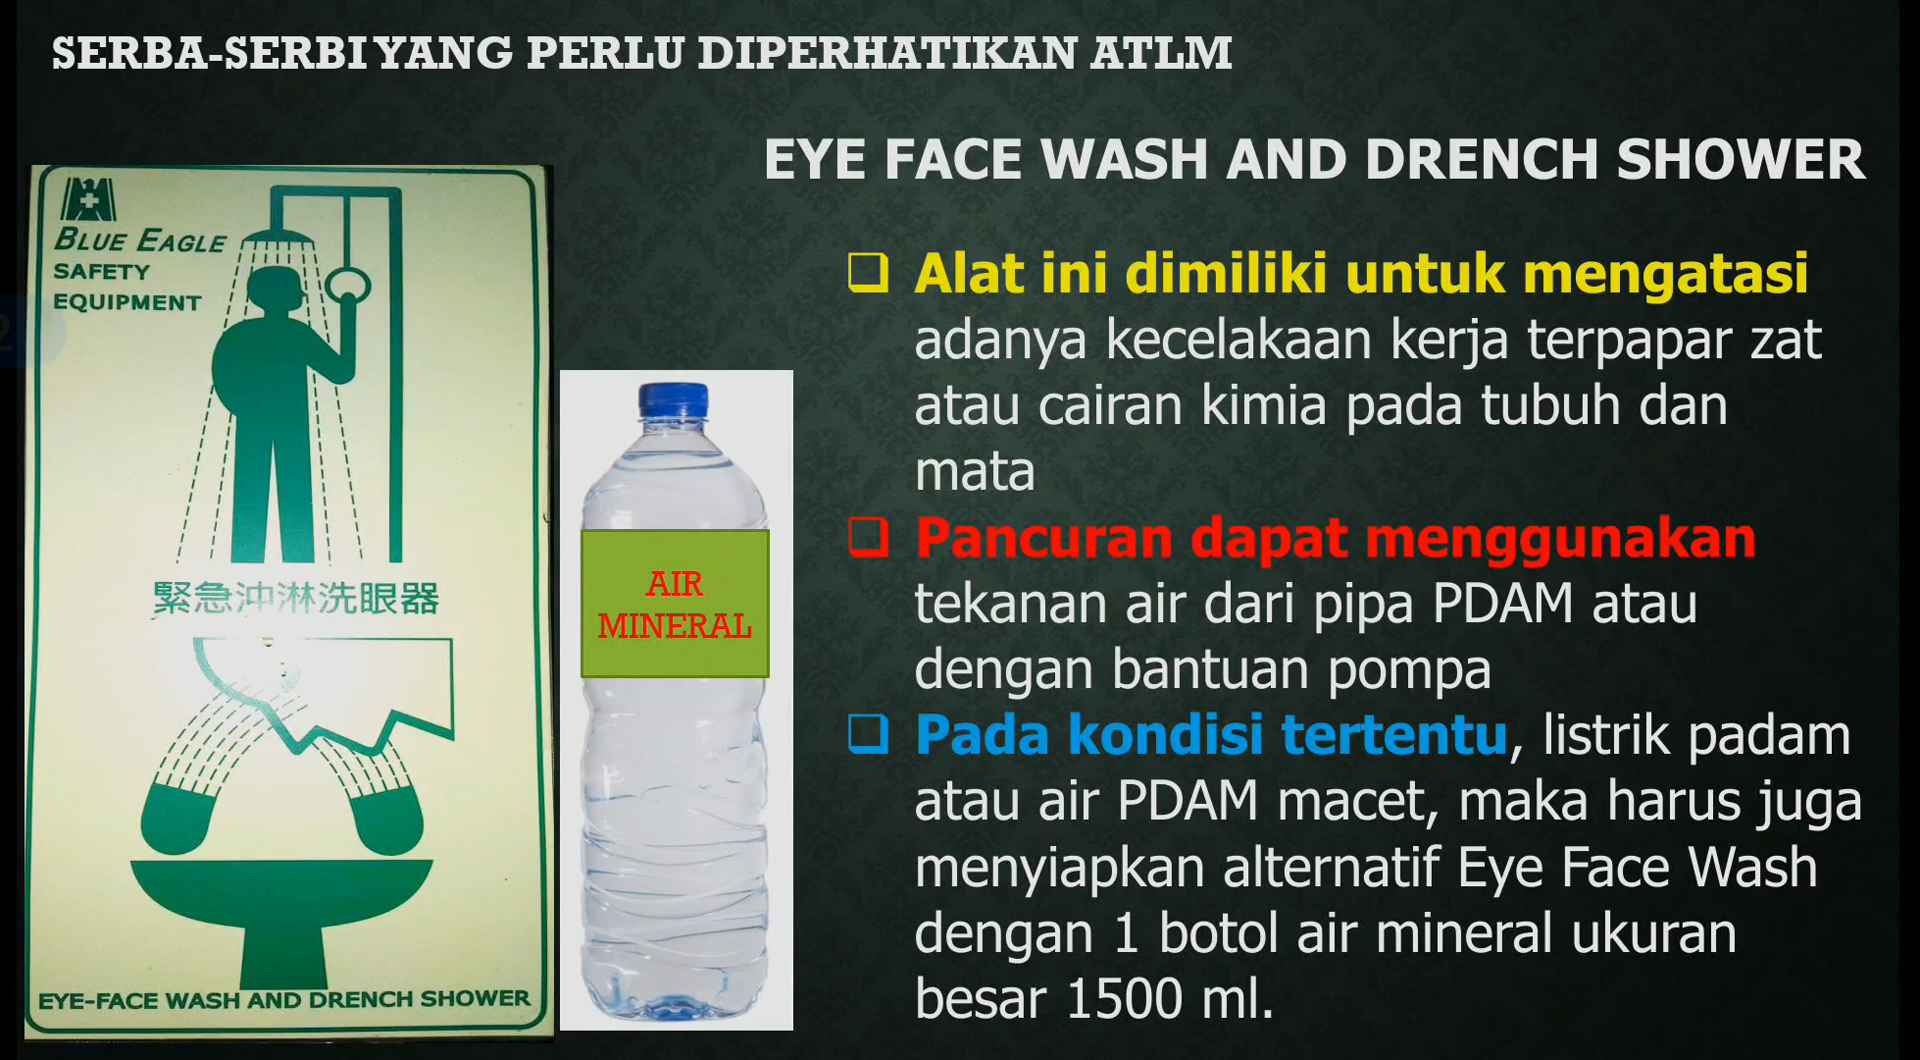 SERBA-SERBI YANG PERLU DIPERHATIKAN ATLM
EYE FACE WASH AND DRENCH SHOWER
BLUE EAGLE
SAFETY
EQUIPMENT
緊急沖淋洗眼器
EYE-FACE WASH AND DRENCH SHOWER
AIR
MINERAL
❑ Alat ini dimiliki untuk mengatasi
adanya kecelakaan kerja terpapar zat
atau cairan kimia pada tubuh dan
mata
❑ Pancuran dapat menggunakan
tekanan air dari pipa PDAM atau
dengan bantuan pompa
❑ Pada kondisi tertentu, listrik padam
atau air PDAM macet, maka harus juga
menyiapkan alternatif Eye Face Wash
dengan 1 botol air mineral ukuran
besar 1500 ml.